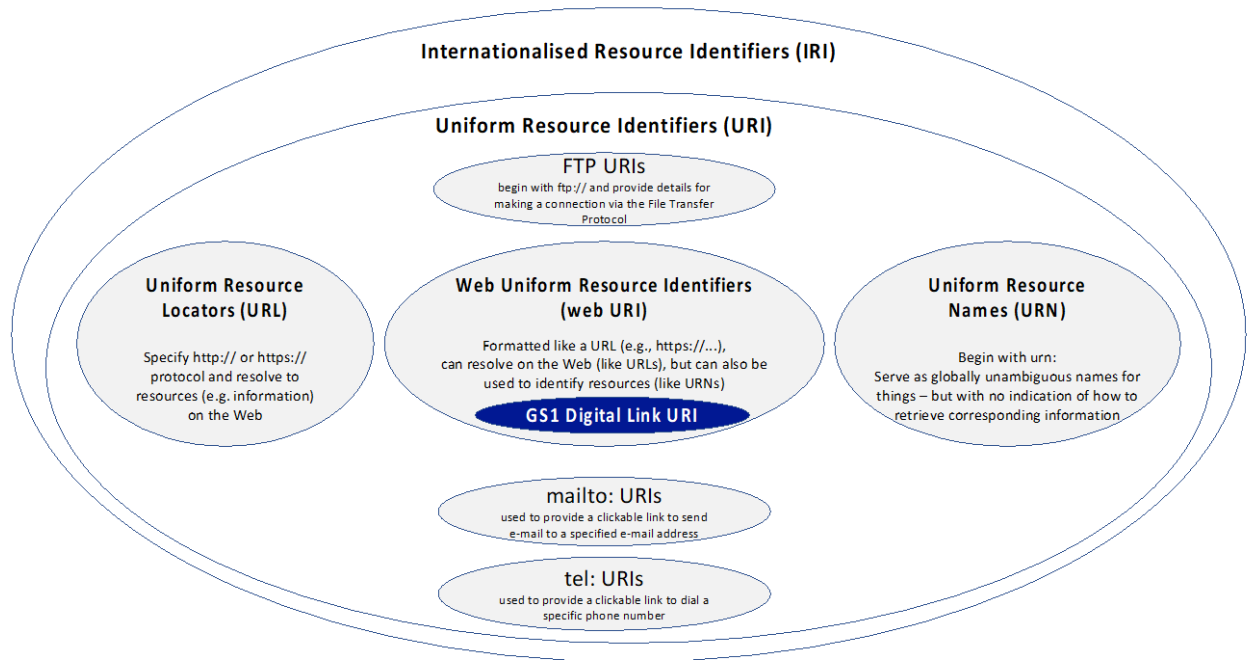 Internationalised Resource Identifiers (IRI)
Uniform Resource Identifiers (URI)
FTP URIs
begin with ftp:// and provide details for
making a connection via the File Transfer
Protocol
Uniform Resource
Locators (URL)
Specify http:// or https://
protocol and resolve to
resources (e.g. information)
on the Web
Web Uniform Resource Identifiers
(web URI)
Formatted like a URL (e.g., https://...),
can resolve on the Web (like URLs), but can also be
used to identify resources (like URNs)
GS1 Digital Link URI
Uniform Resource
Names (URN)
Begin with urn:
Serve as globally unambiguous names for
things – but with no indication of how to
retrieve corresponding information
mailto: URIs
used to provide a clickable link to send
e-mail to a specified e-mail address
tel: URIs
used to provide a clickable link to dial a
specific phone number